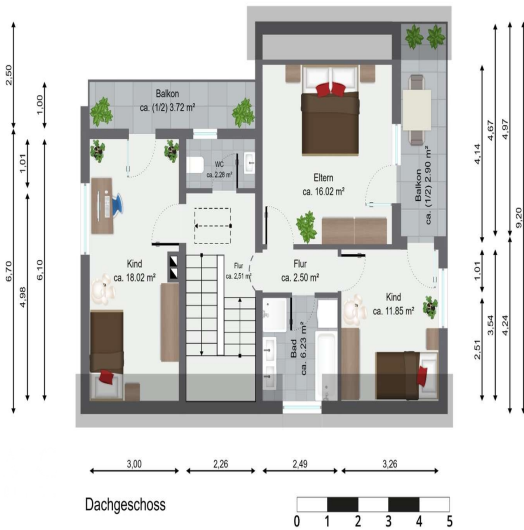 Balkon
ca. (1/2) 3.72 m²
WC
ca. 2,28 m²
Eltern
ca. 16.02 m²
Balkon
ca. (1/2) 2.90 m²
Kind
ca. 18.02 m²
Flur
ca. 2,51 m²
Flur
ca. 2.50 m²
Kind
ca. 11.85 m²
Bad
ca. 6.23 m²
2,50
1,00
1,01
6,70
4,98
6,10
4,14
4,67
4,97
9,20
1,01
2,51
3,54
4,24
3,00
2,26
2,49
3,26
Dachgeschoss
0 1 2 3 4 5